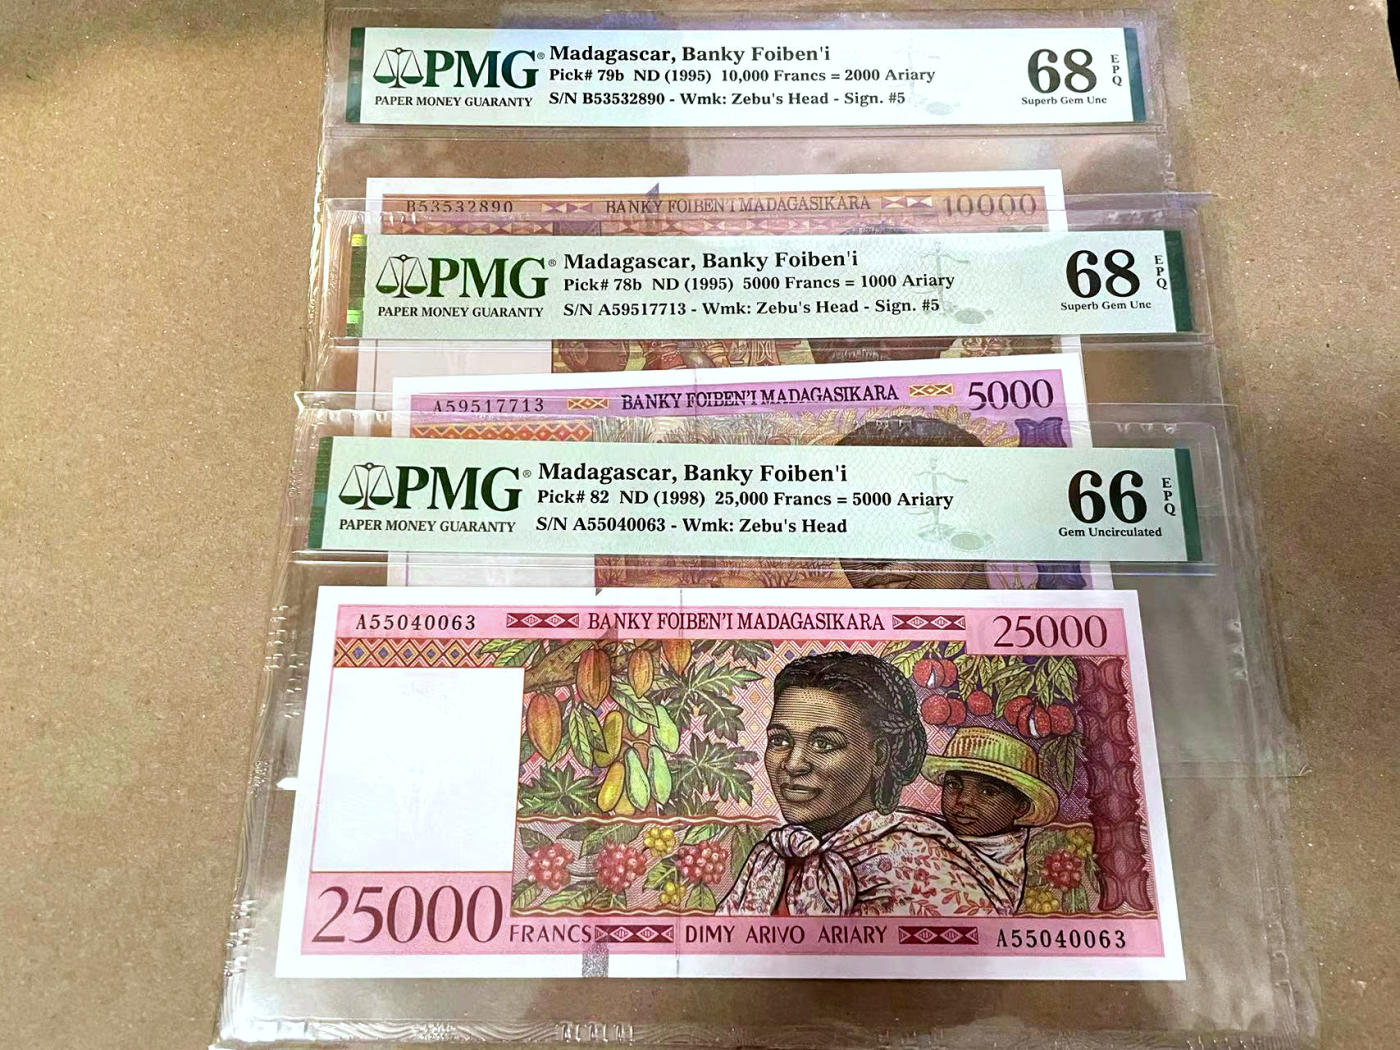 PMG®
PAPER MONEY GUARANTY
Madagascar, Banky Foiben'i
Pick# 79b ND (1995) 10,000 Francs = 2000 Ariary
S/N B53532890 - Wmk: Zebu's Head - Sign. #5
68
EPQ
Superb Gem Unc
B53532890
BANKY FOIBEN'I MADAGASIKARA
10000
PMG®
PAPER MONEY GUARANTY
Madagascar, Banky Foiben'i
Pick# 78b ND (1995) 5000 Francs = 1000 Ariary
S/N A59517713 - Wmk: Zebu's Head - Sign. #5
68
EPQ
Superb Gem Unc
A59517713
BANKY FOIBEN'I MADAGASIKARA
5000
PMG®
PAPER MONEY GUARANTY
Madagascar, Banky Foiben'i
Pick# 82 ND (1998) 25,000 Francs = 5000 Ariary
S/N A55040063 - Wmk: Zebu's Head
66
EPQ
Gem Uncirculated
A55040063
BANKY FOIBEN'I MADAGASIKARA
25000
25000
FRANCS
DIMY ARIVO ARIARY
A55040063